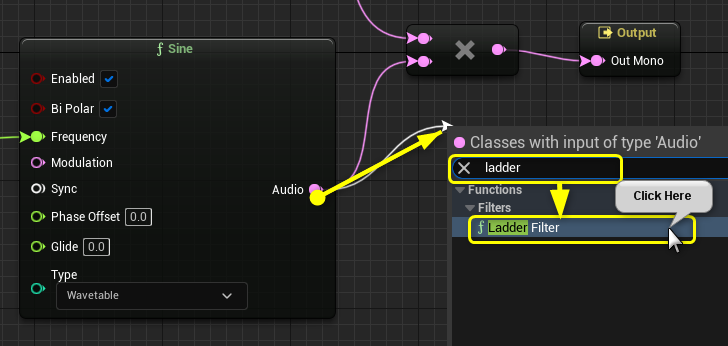 Sine
Enabled
Bi Polar
Frequency
Modulation
Sync
Audio
Phase Offset 0.0
Glide 0.0
Type
Wavetable
Output
Out Mono
Classes with input of type 'Audio'
ladder
Functions
Filters
Ladder Filter
Click Here